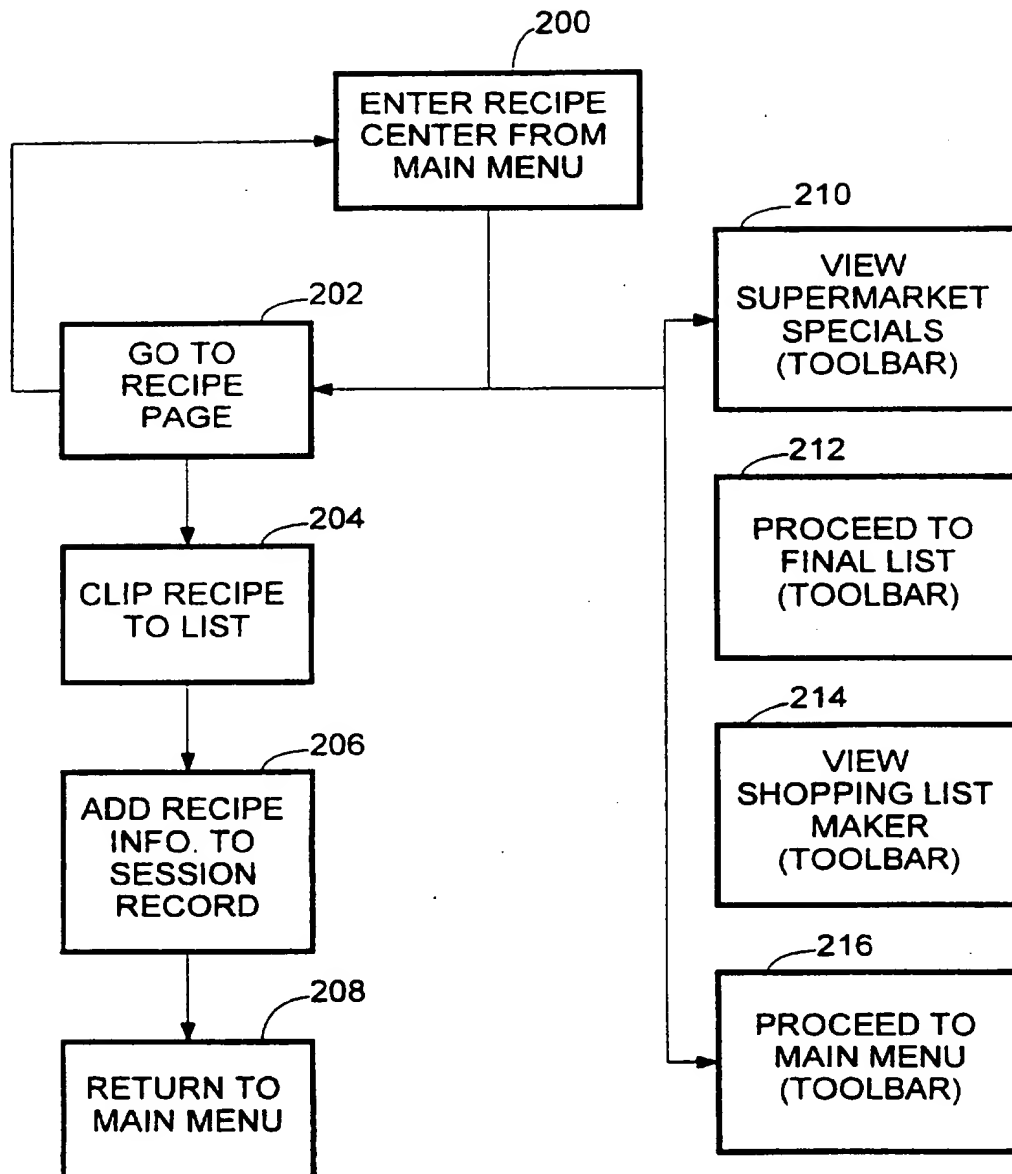 200
ENTER RECIPE
CENTER FROM
MAIN MENU
202
GO TO
RECIPE
PAGE
204
CLIP RECIPE
TO LIST
206
ADD RECIPE
INFO. TO
SESSION
RECORD
208
RETURN TO
MAIN MENU
210
VIEW
SUPERMARKET
SPECIALS
(TOOLBAR)
212
PROCEED TO
FINAL LIST
(TOOLBAR)
214
VIEW
SHOPPING LIST
MAKER
(TOOLBAR)
216
PROCEED TO
MAIN MENU
(TOOLBAR)